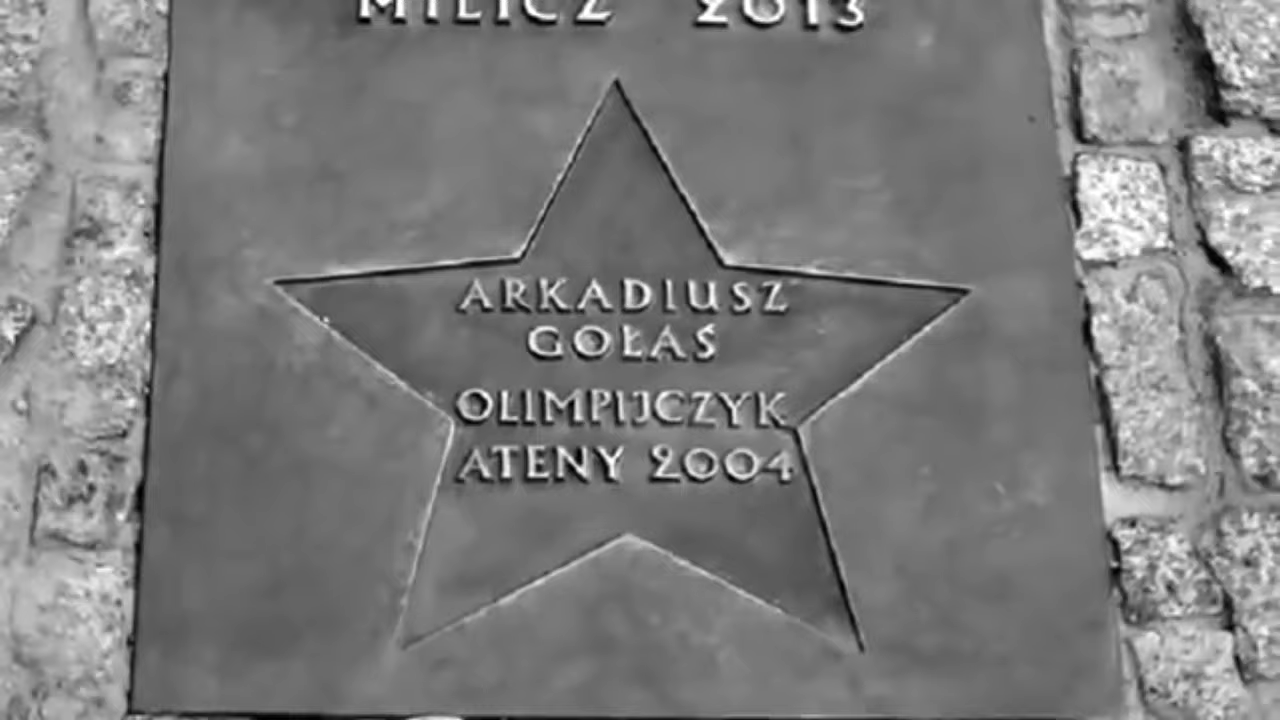 MILICZ 2013
ARKADIUSZ
GOŁAŚ
OLIMPIJCZYK
ATENY 2004